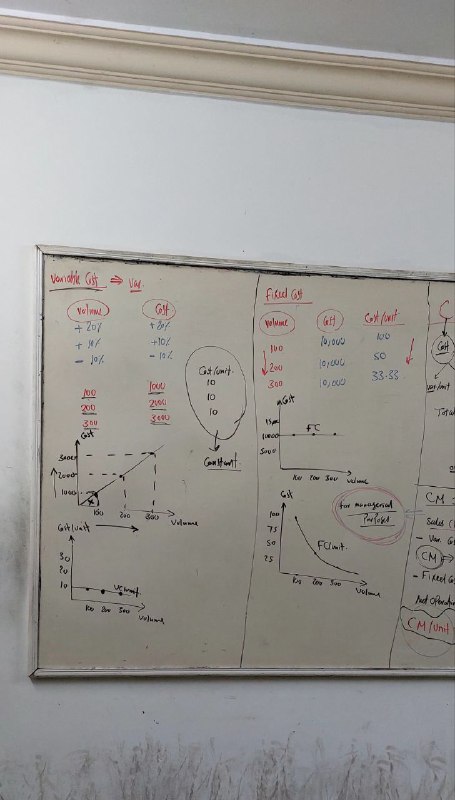 Variable Cost ⇒ Var.
Volume Cost
+ 20% +20%
+ 10% +10%
- 10% - 10%
Cost/unit.
10
10
10
Constant.
100 1000
200 2000
300 3000
Cost
3000
2000
1000
100 200 300 Volume
Cost/unit
30
20
10
VC/unit.
100 200 300
Volume
Fixed Cost
Volume Cost Cost/unit
100 10,000 100
200 10,000 50
300 10,000 33.33
Cost
10000 FC
5000
100 200 300
for managerial
Purposes
Cost
100
75
50
25
FC/unit.
100 200 300
Volume
C
Cost
Var/unit
Total
CM =
Sales (
- Var. C
CM →
- Fixed C
Net Operatin
CM/Unit =